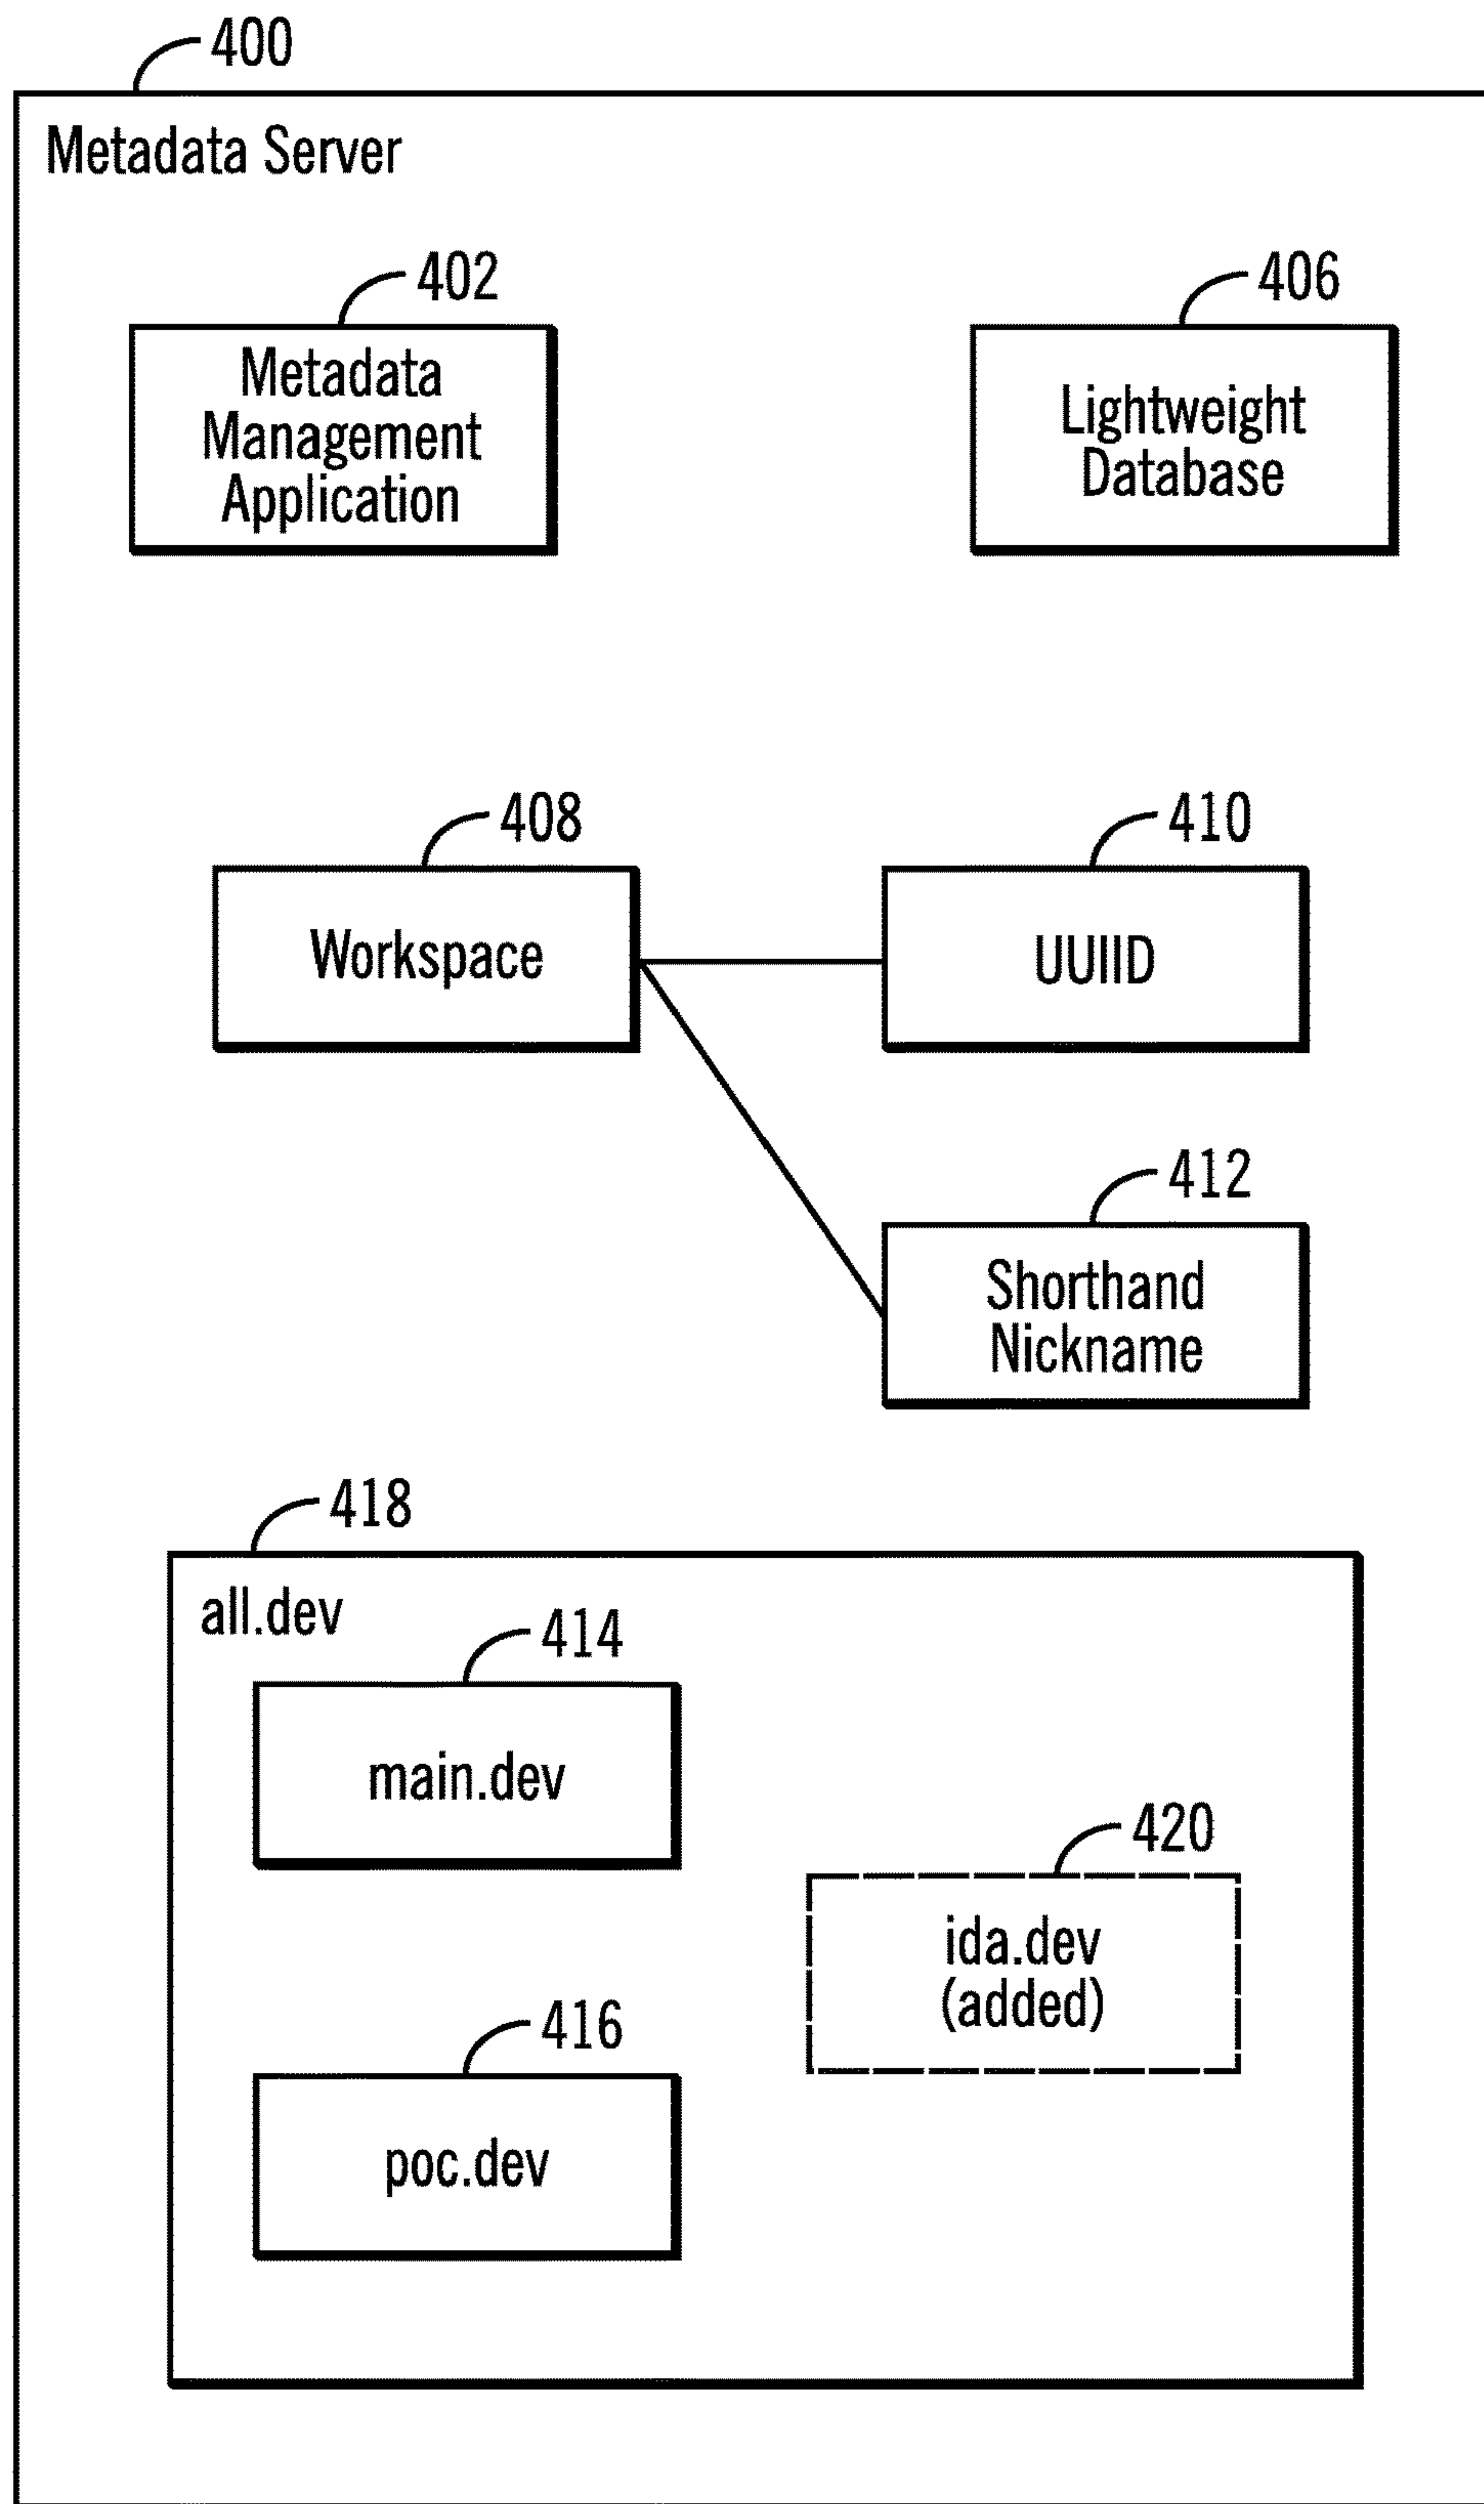 400
Metadata Server
402
Metadata
Management
Application
406
Lightweight
Database
408
Workspace
410
UUIID
412
Shorthand
Nickname
418
all.dev
414
main.dev
420
ida.dev
(added)
416
poc.dev